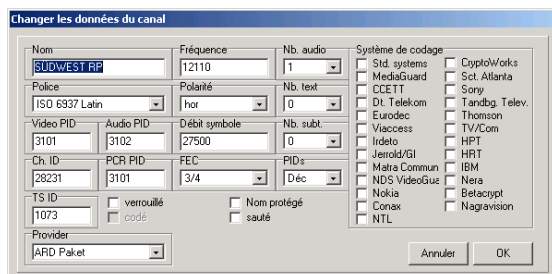 Changer les données du canal
Nom
SÜDWEST RP
Fréquence
12110
Nb. audio
1
Police
ISO 6937 Latin
Polarité
hor
Nb. text
0
Video PID
3101
Audio PID
3102
Débit symbole
27500
Nb. subt.
0
Ch. ID
28231
PCR PID
3101
FEC
3/4
PIDs
Déc
TS ID
1073
verrouillé
codé
Nom protégé
sauté
Provider
ARD Paket
Système de codage
Std. systems
MediaGuard
CCETT
Dt. Telekom
Eurodec
Viaccess
Irdeto
Jerrold/GI
Matra Commun
NDS VideoGua
Nokia
Conax
NTL
CryptoWorks
Sct. Atlanta
Sony
Tandbg. Telev.
Thomson
TV/Com
HPT
HRT
IBM
Nera
Betacrypt
Nagravision
Annuler
OK